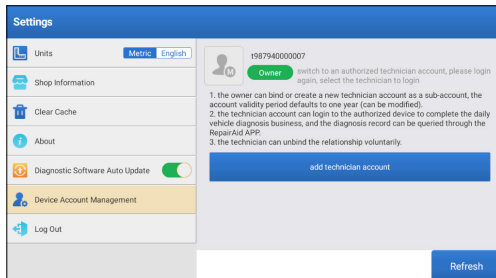 Settings
Units Metric English
Shop Information
Clear Cache
About
Diagnostic Software Auto Update
Device Account Management
Log Out
M
t987940000007
Owner
switch to an authorized technician account, please login
again, select the technician to login
1. the owner can bind or create a new technician account as a sub-account, the
account validity period defaults to one year (can be modified).
2. the technician account can login to the authorized device to complete the daily
vehicle diagnosis business, and the diagnosis record can be queried through the
RepairAid APP.
3. the technician can unbind the relationship voluntarily.
add technician account
Refresh